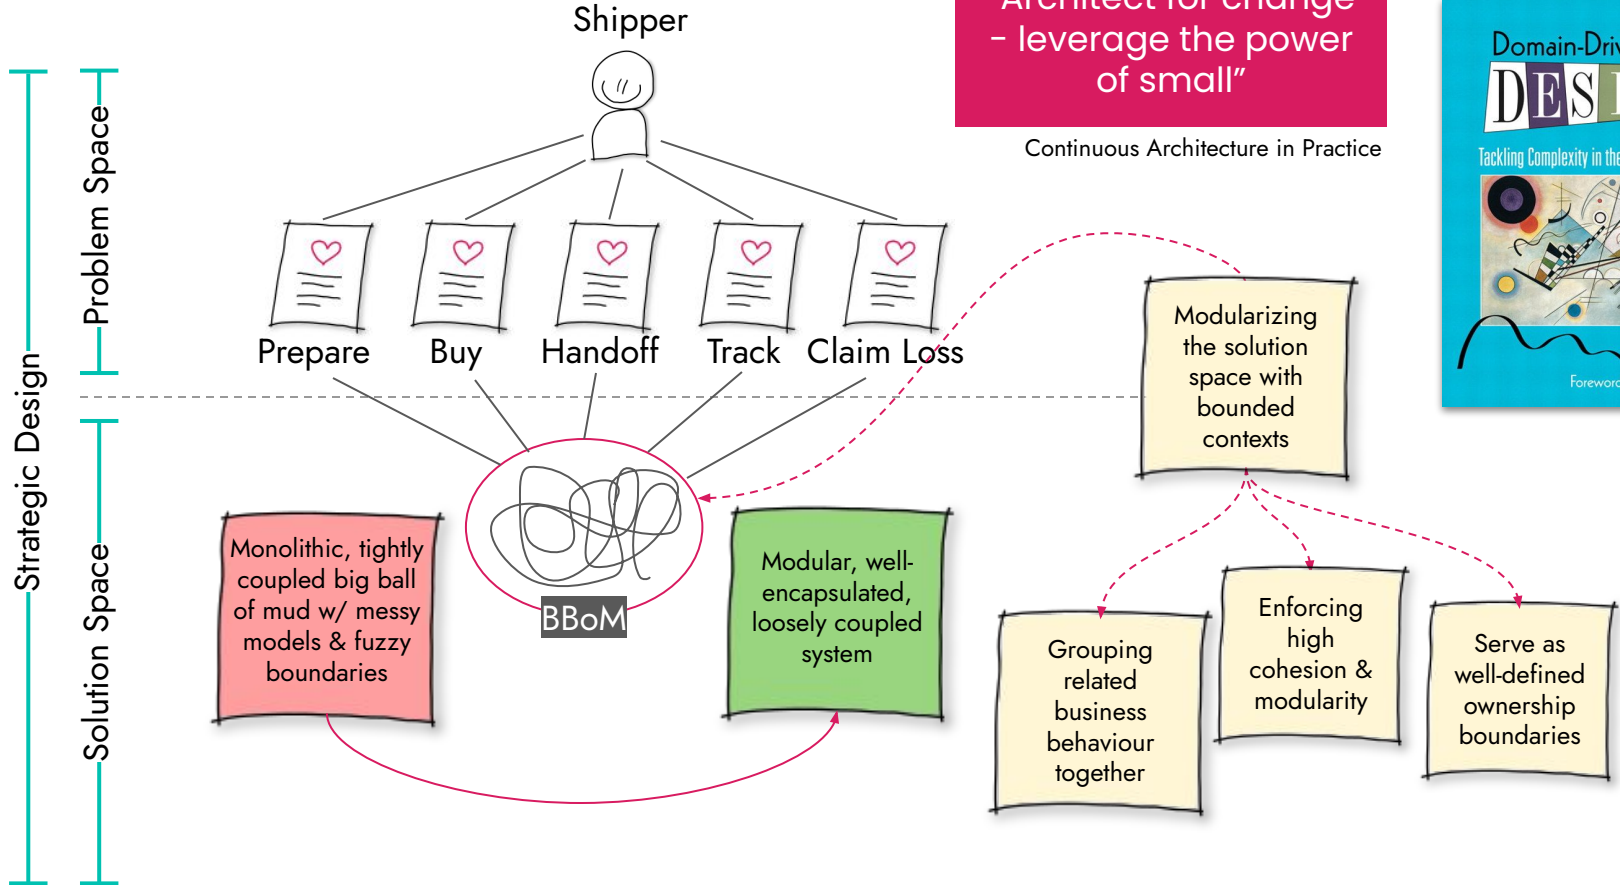 Shipper
Architect for change
- leverage the power
of small”
Continuous Architecture in Practice
DES
Tackling Complexity in the
Foreword
Strategic Design
Problem Space
Solution Space
Prepare
Buy
Handoff
Track
Claim Loss
Modularizing
the solution
space with
bounded
contexts
Monolithic, tightly
coupled big ball
of mud w/ messy
models & fuzzy
boundaries
BBoM
Modular, well-
encapsulated,
loosely coupled
system
Grouping
related
business
behaviour
together
Enforcing
high
cohesion &
modularity
Serve as
well-defined
ownership
boundaries